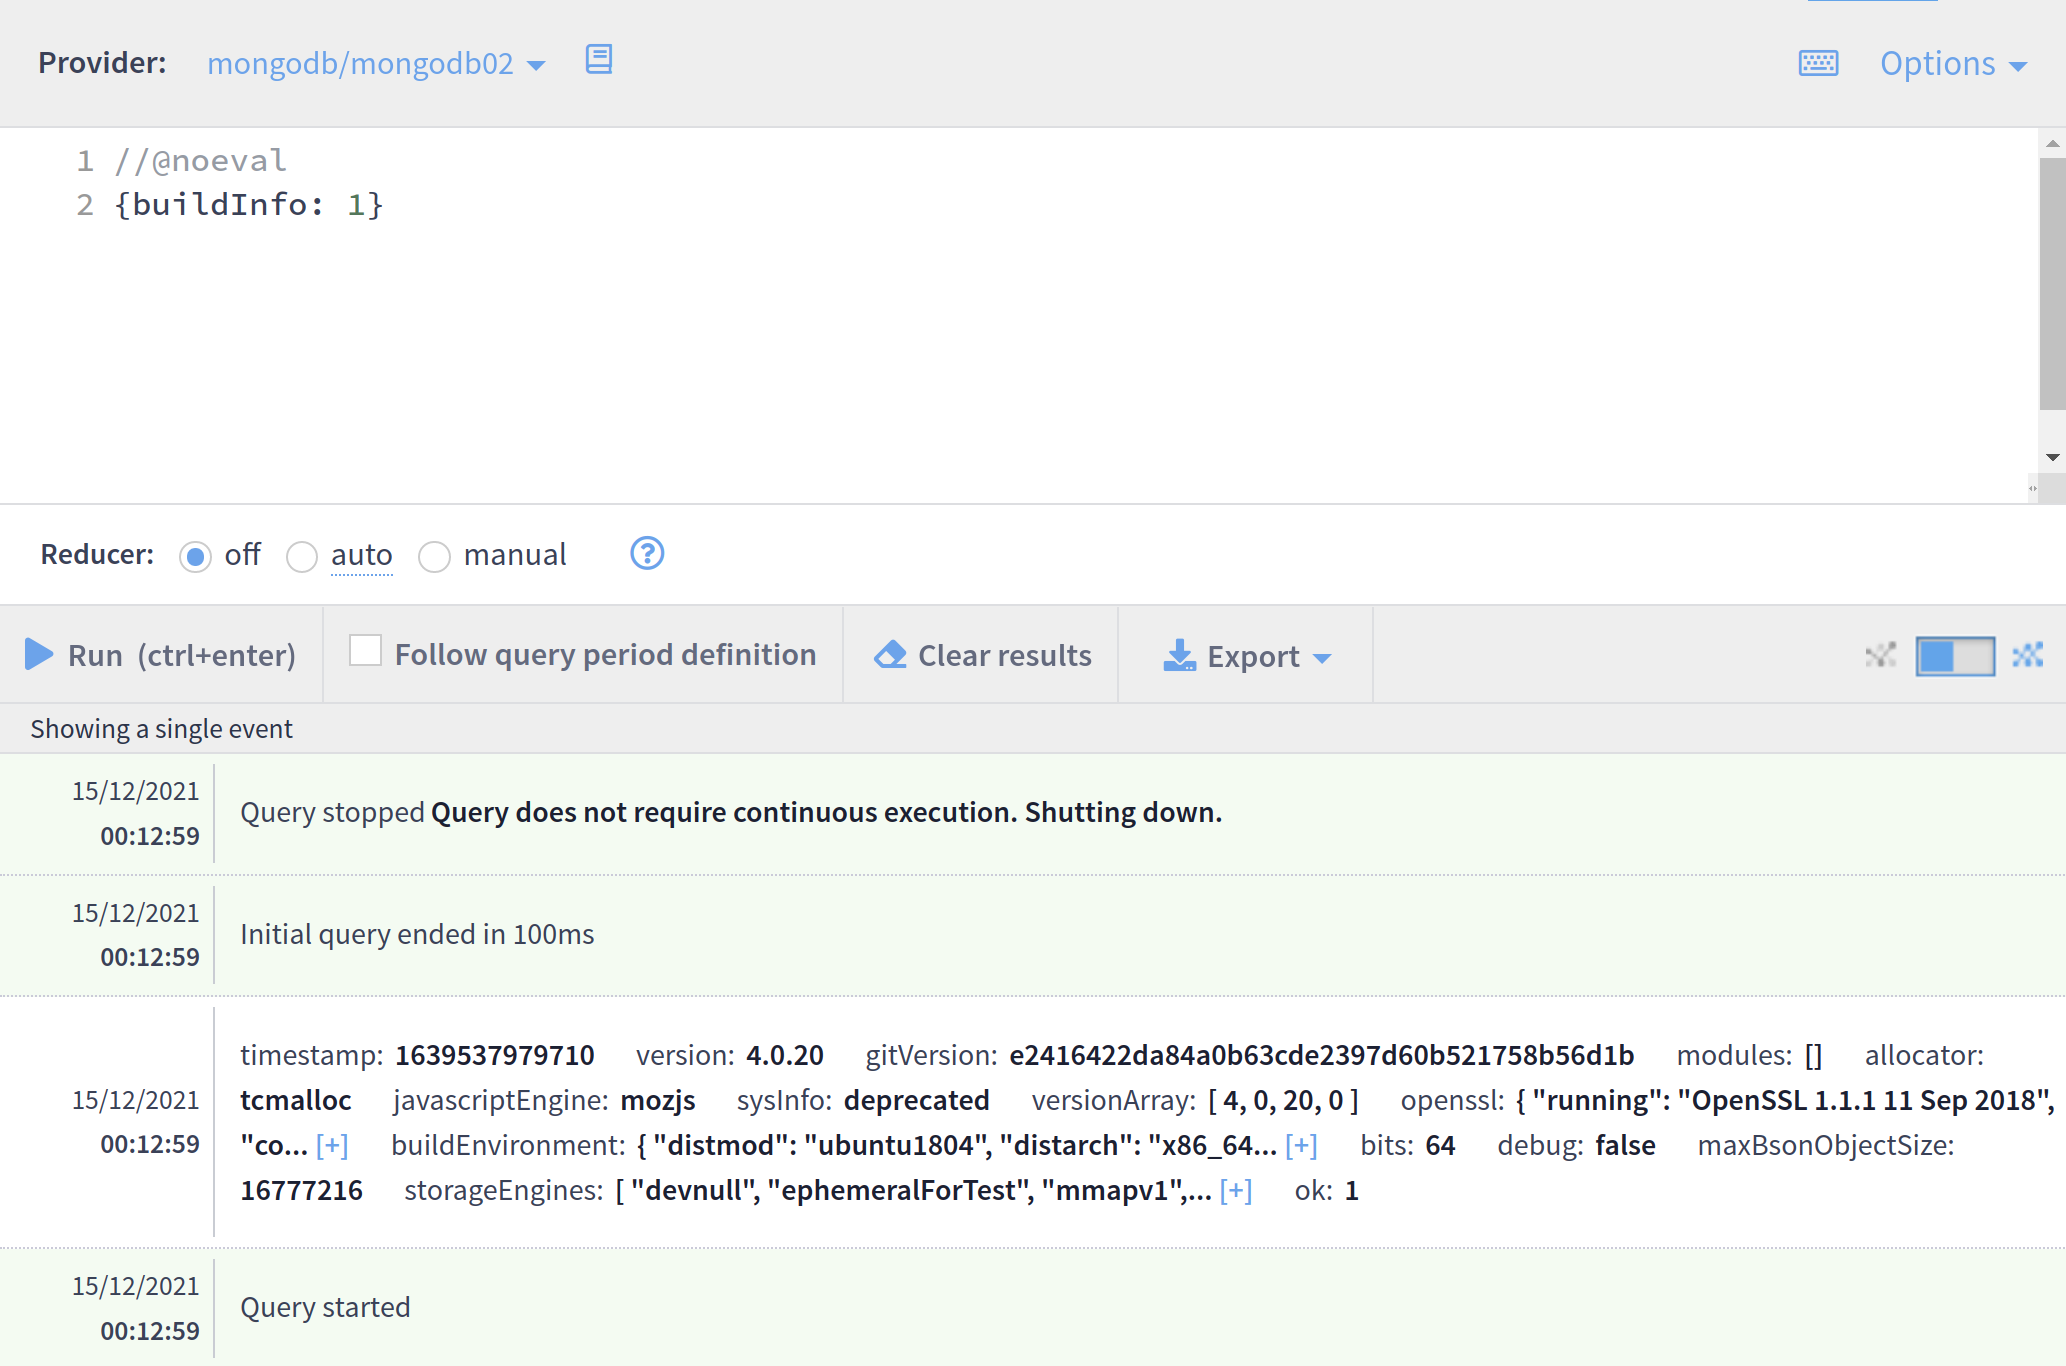 Provider: mongodb/mongodb02 Options
1 //@noeval
2 {buildInfo: 1}
Reducer: off auto manual ?
Run (ctrl+enter) Follow query period definition Clear results Export
Showing a single event
15/12/2021
00:12:59
Query stopped Query does not require continuous execution. Shutting down.
15/12/2021
00:12:59
Initial query ended in 100ms
15/12/2021
00:12:59
timestamp: 1639537979710 version: 4.0.20 gitVersion: e2416422da84a0b63cde2397d60b521758b56d1b modules: [] allocator:
tcmalloc javascriptEngine: mozjs sysInfo: deprecated versionArray: [ 4, 0, 20, 0 ] openssl: { "running": "OpenSSL 1.1.1 11 Sep 2018",
"co... [+] buildEnvironment: { "distmod": "ubuntu1804", "distarch": "x86_64... [+] bits: 64 debug: false maxBsonObjectSize:
16777216 storageEngines: [ "devnull", "ephemeralForTest", "mmapv1",... [+] ok: 1
15/12/2021
00:12:59
Query started